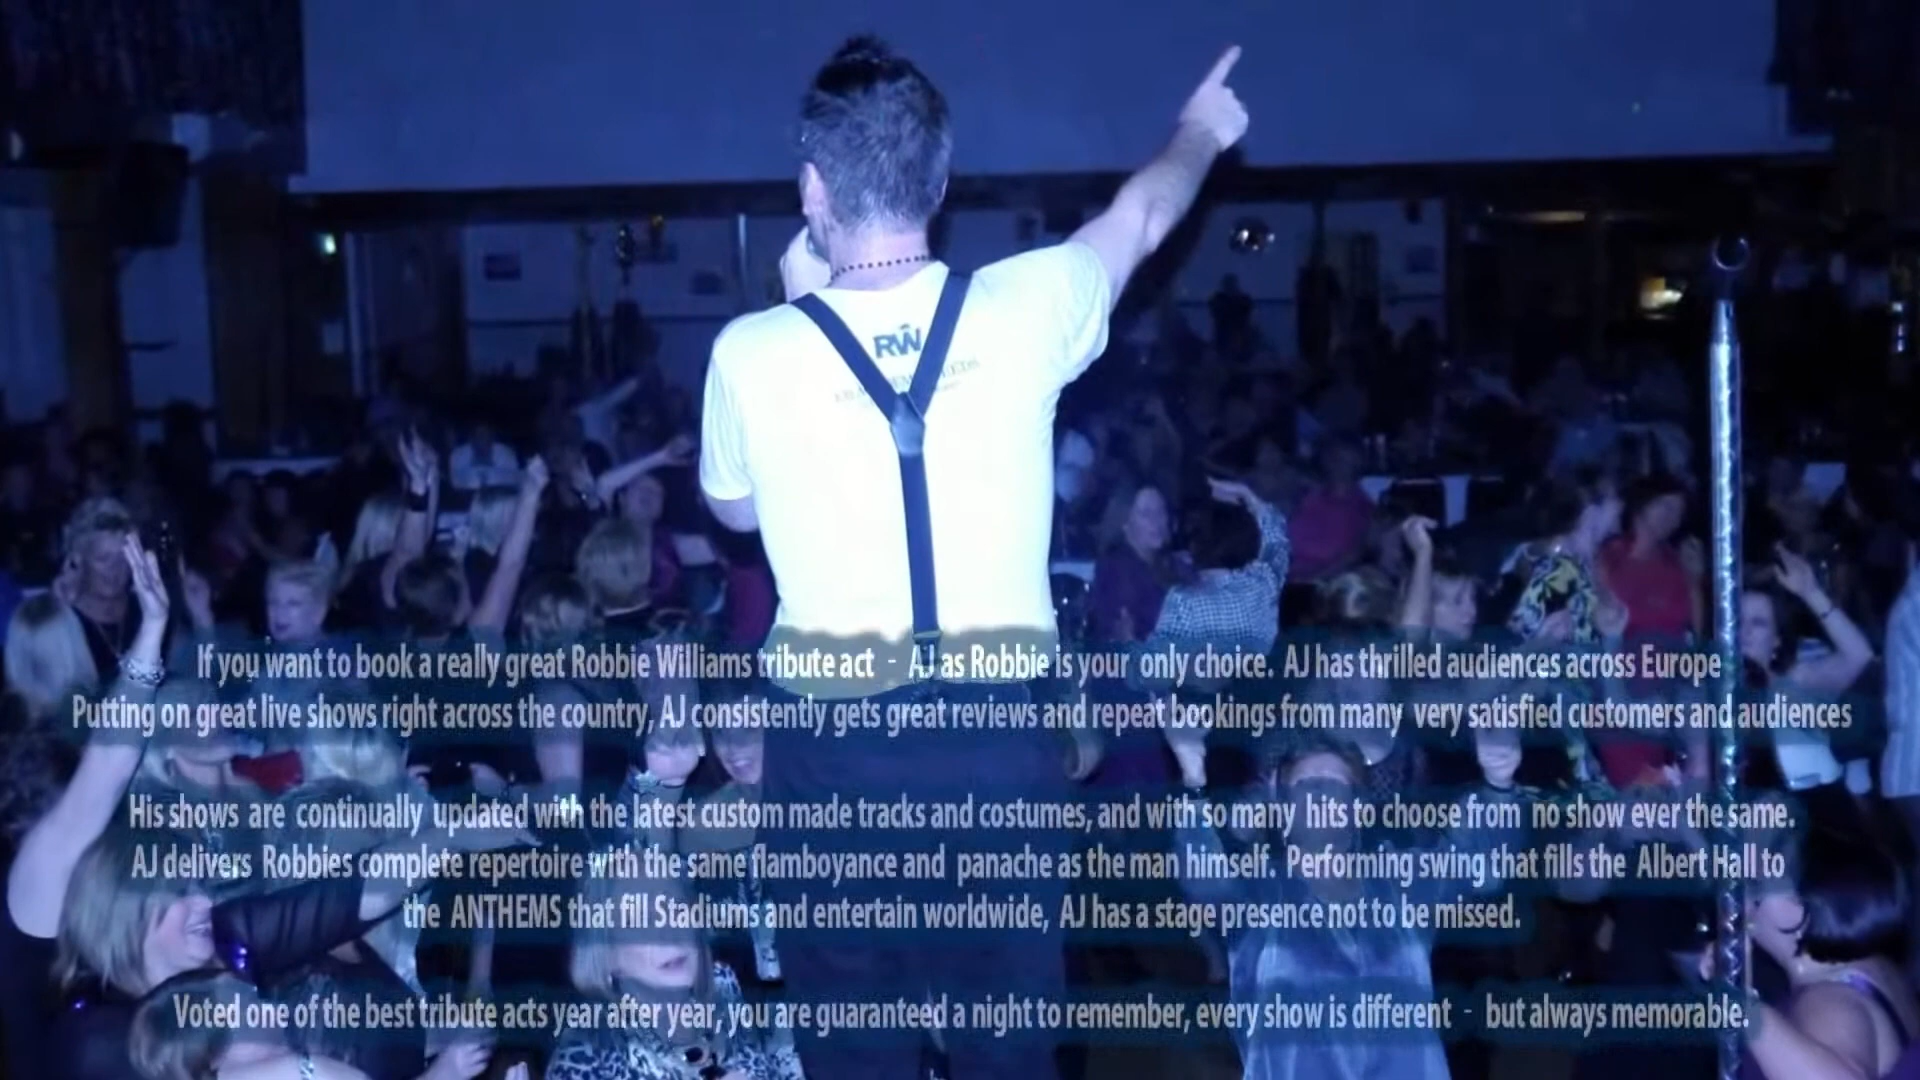 RW
If you want to book a really great Robbie Williams tribute act - AJ as Robbie is your only choice. AJ has thrilled audiences across Europe
Putting on great live shows right across the country, AJ consistently gets great reviews and repeat bookings from many very satisfied customers and audiences
His shows are continually updated with the latest custom made tracks and costumes, and with so many hits to choose from no show ever the same.
AJ delivers Robbies complete repertoire with the same flamboyance and panache as the man himself. Performing swing that fills the Albert Hall to
the ANTHEMS that fill Stadiums and entertain worldwide, AJ has a stage presence not to be missed.
Voted one of the best tribute acts year after year, you are guaranteed a night to remember, every show is different - but always memorable.